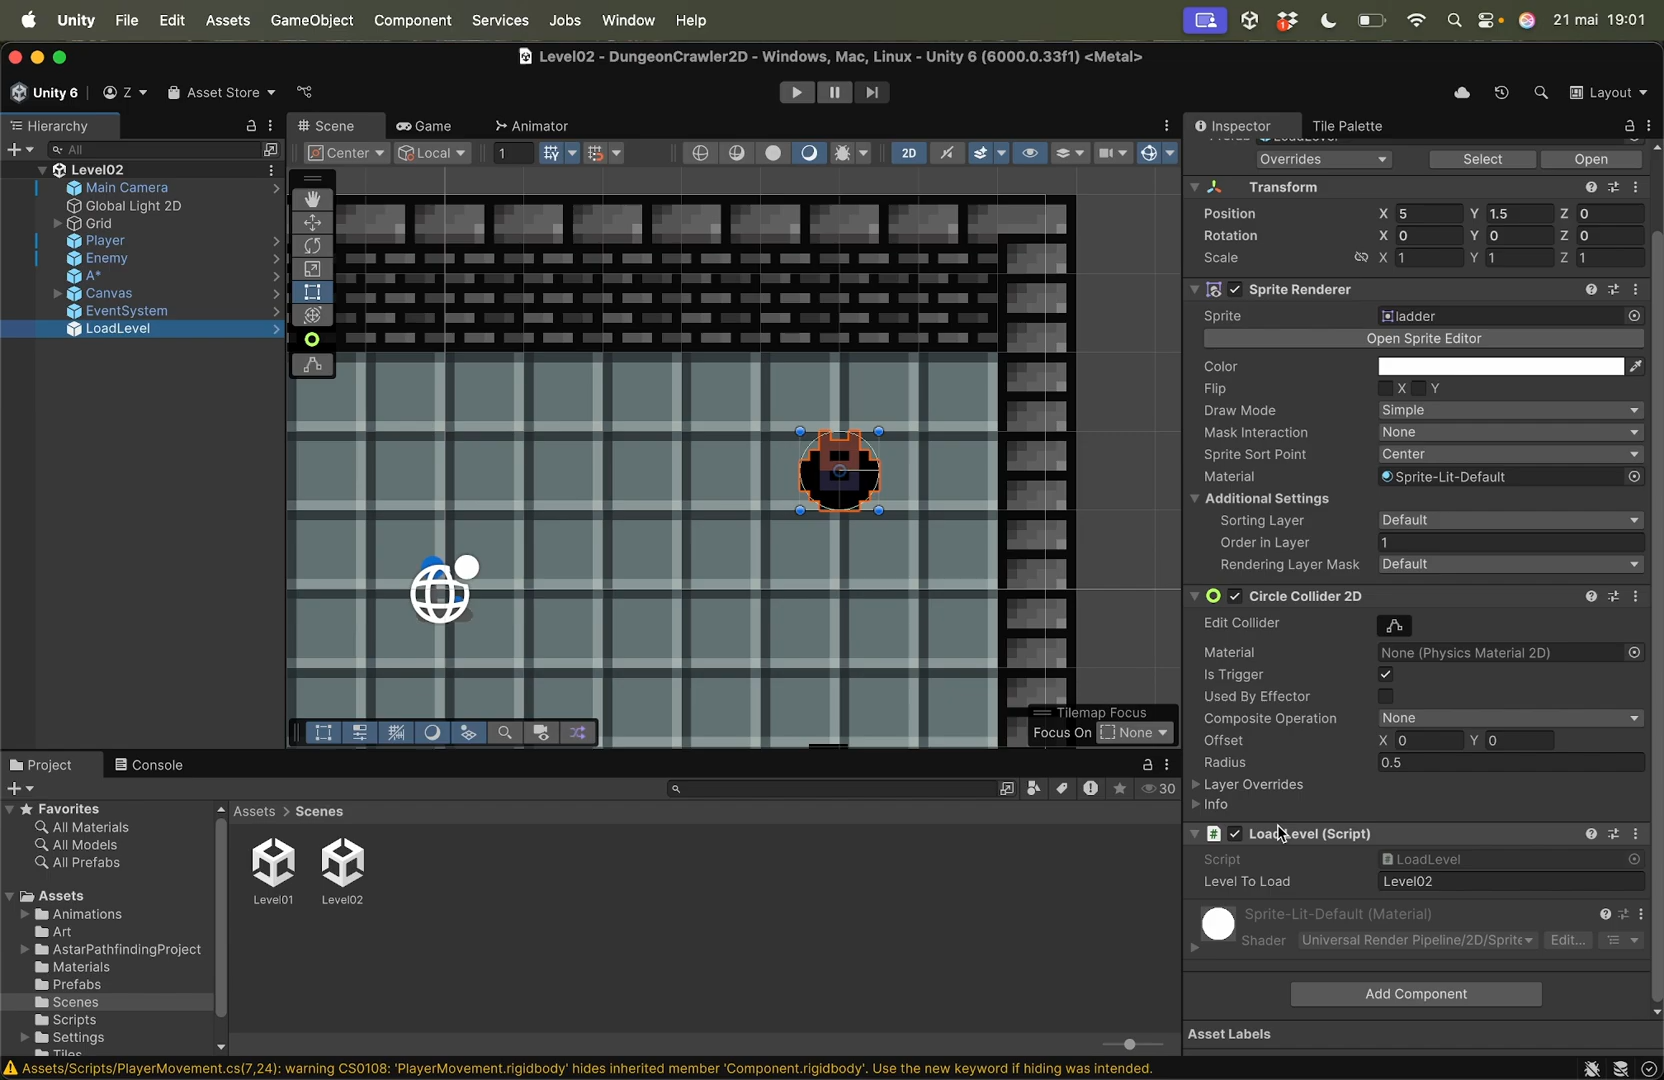 Unity File Edit Assets GameObject Component Services Jobs Window Help
1
21 mai 19:01
Level02 - DungeonCrawler2D - Windows, Mac, Linux - Unity 6 (6000.0.33f1) <Metal>
Unity 6
Z
Asset Store
Layout
Hierarchy
Scene
Game
Animator
Inspector
Tile Palette
All
Center
Local
1
2D
Overrides
Select
Open
Level02
Main Camera
Global Light 2D
Grid
Player
Enemy
A*
Canvas
EventSystem
LoadLevel
Transform
Position X 5 Y 1.5 Z 0
Rotation X 0 Y 0 Z 0
Scale X 1 Y 1 Z 1
Sprite Renderer
Sprite ladder
Open Sprite Editor
Color
Flip X Y
Draw Mode Simple
Mask Interaction None
Sprite Sort Point Center
Material Sprite-Lit-Default
Additional Settings
Sorting Layer Default
Order in Layer 1
Rendering Layer Mask Default
Circle Collider 2D
Edit Collider
Material None (Physics Material 2D)
Is Trigger
Used By Effector
Composite Operation None
Offset X 0 Y 0
Radius 0.5
Layer Overrides
Info
Load Level (Script)
Script LoadLevel
Level To Load Level02
Sprite-Lit-Default (Material)
Shader Universal Render Pipeline/2D/Sprite Edit...
Add Component
Asset Labels
Tilemap Focus
Focus On None
Project
Console
30
Favorites
All Materials
All Models
All Prefabs
Assets
Animations
Art
AstarPathfindingProject
Materials
Prefabs
Scenes
Scripts
Settings
Tiles
Assets > Scenes
Level01
Level02
Assets/Scripts/PlayerMovement.cs(7,24): warning CS0108: 'PlayerMovement.rigidbody' hides inherited member 'Component.rigidbody'. Use the new keyword if hiding was intended.